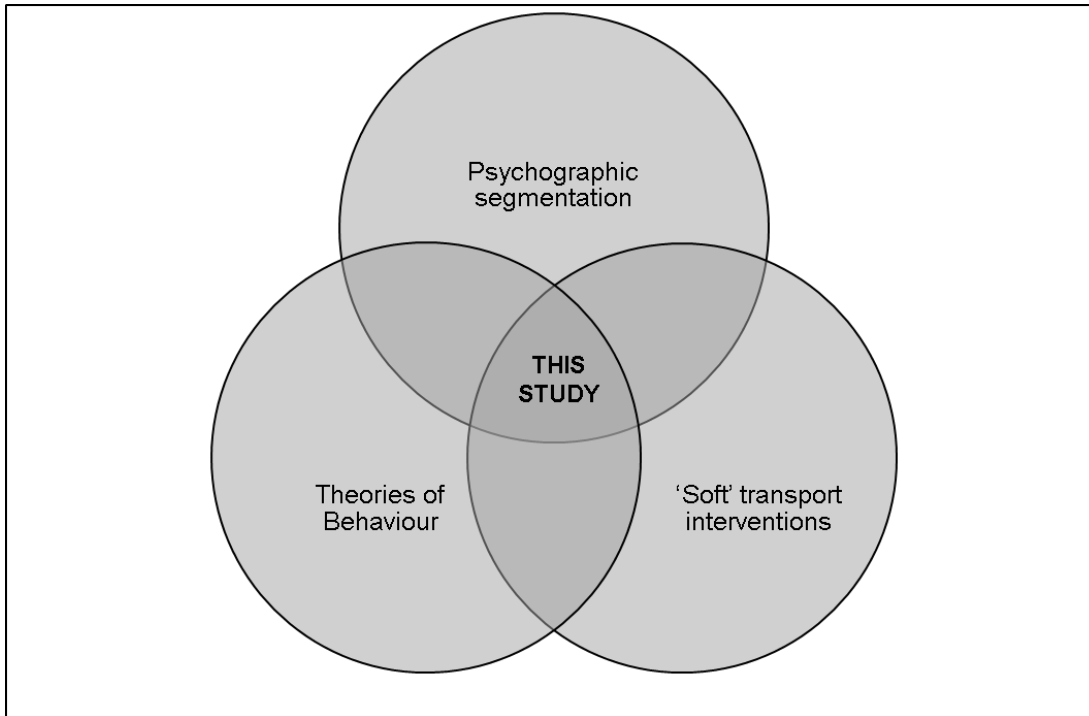 Psychographic
segmentation
THIS
STUDY
Theories of
Behaviour
‘Soft’ transport
interventions